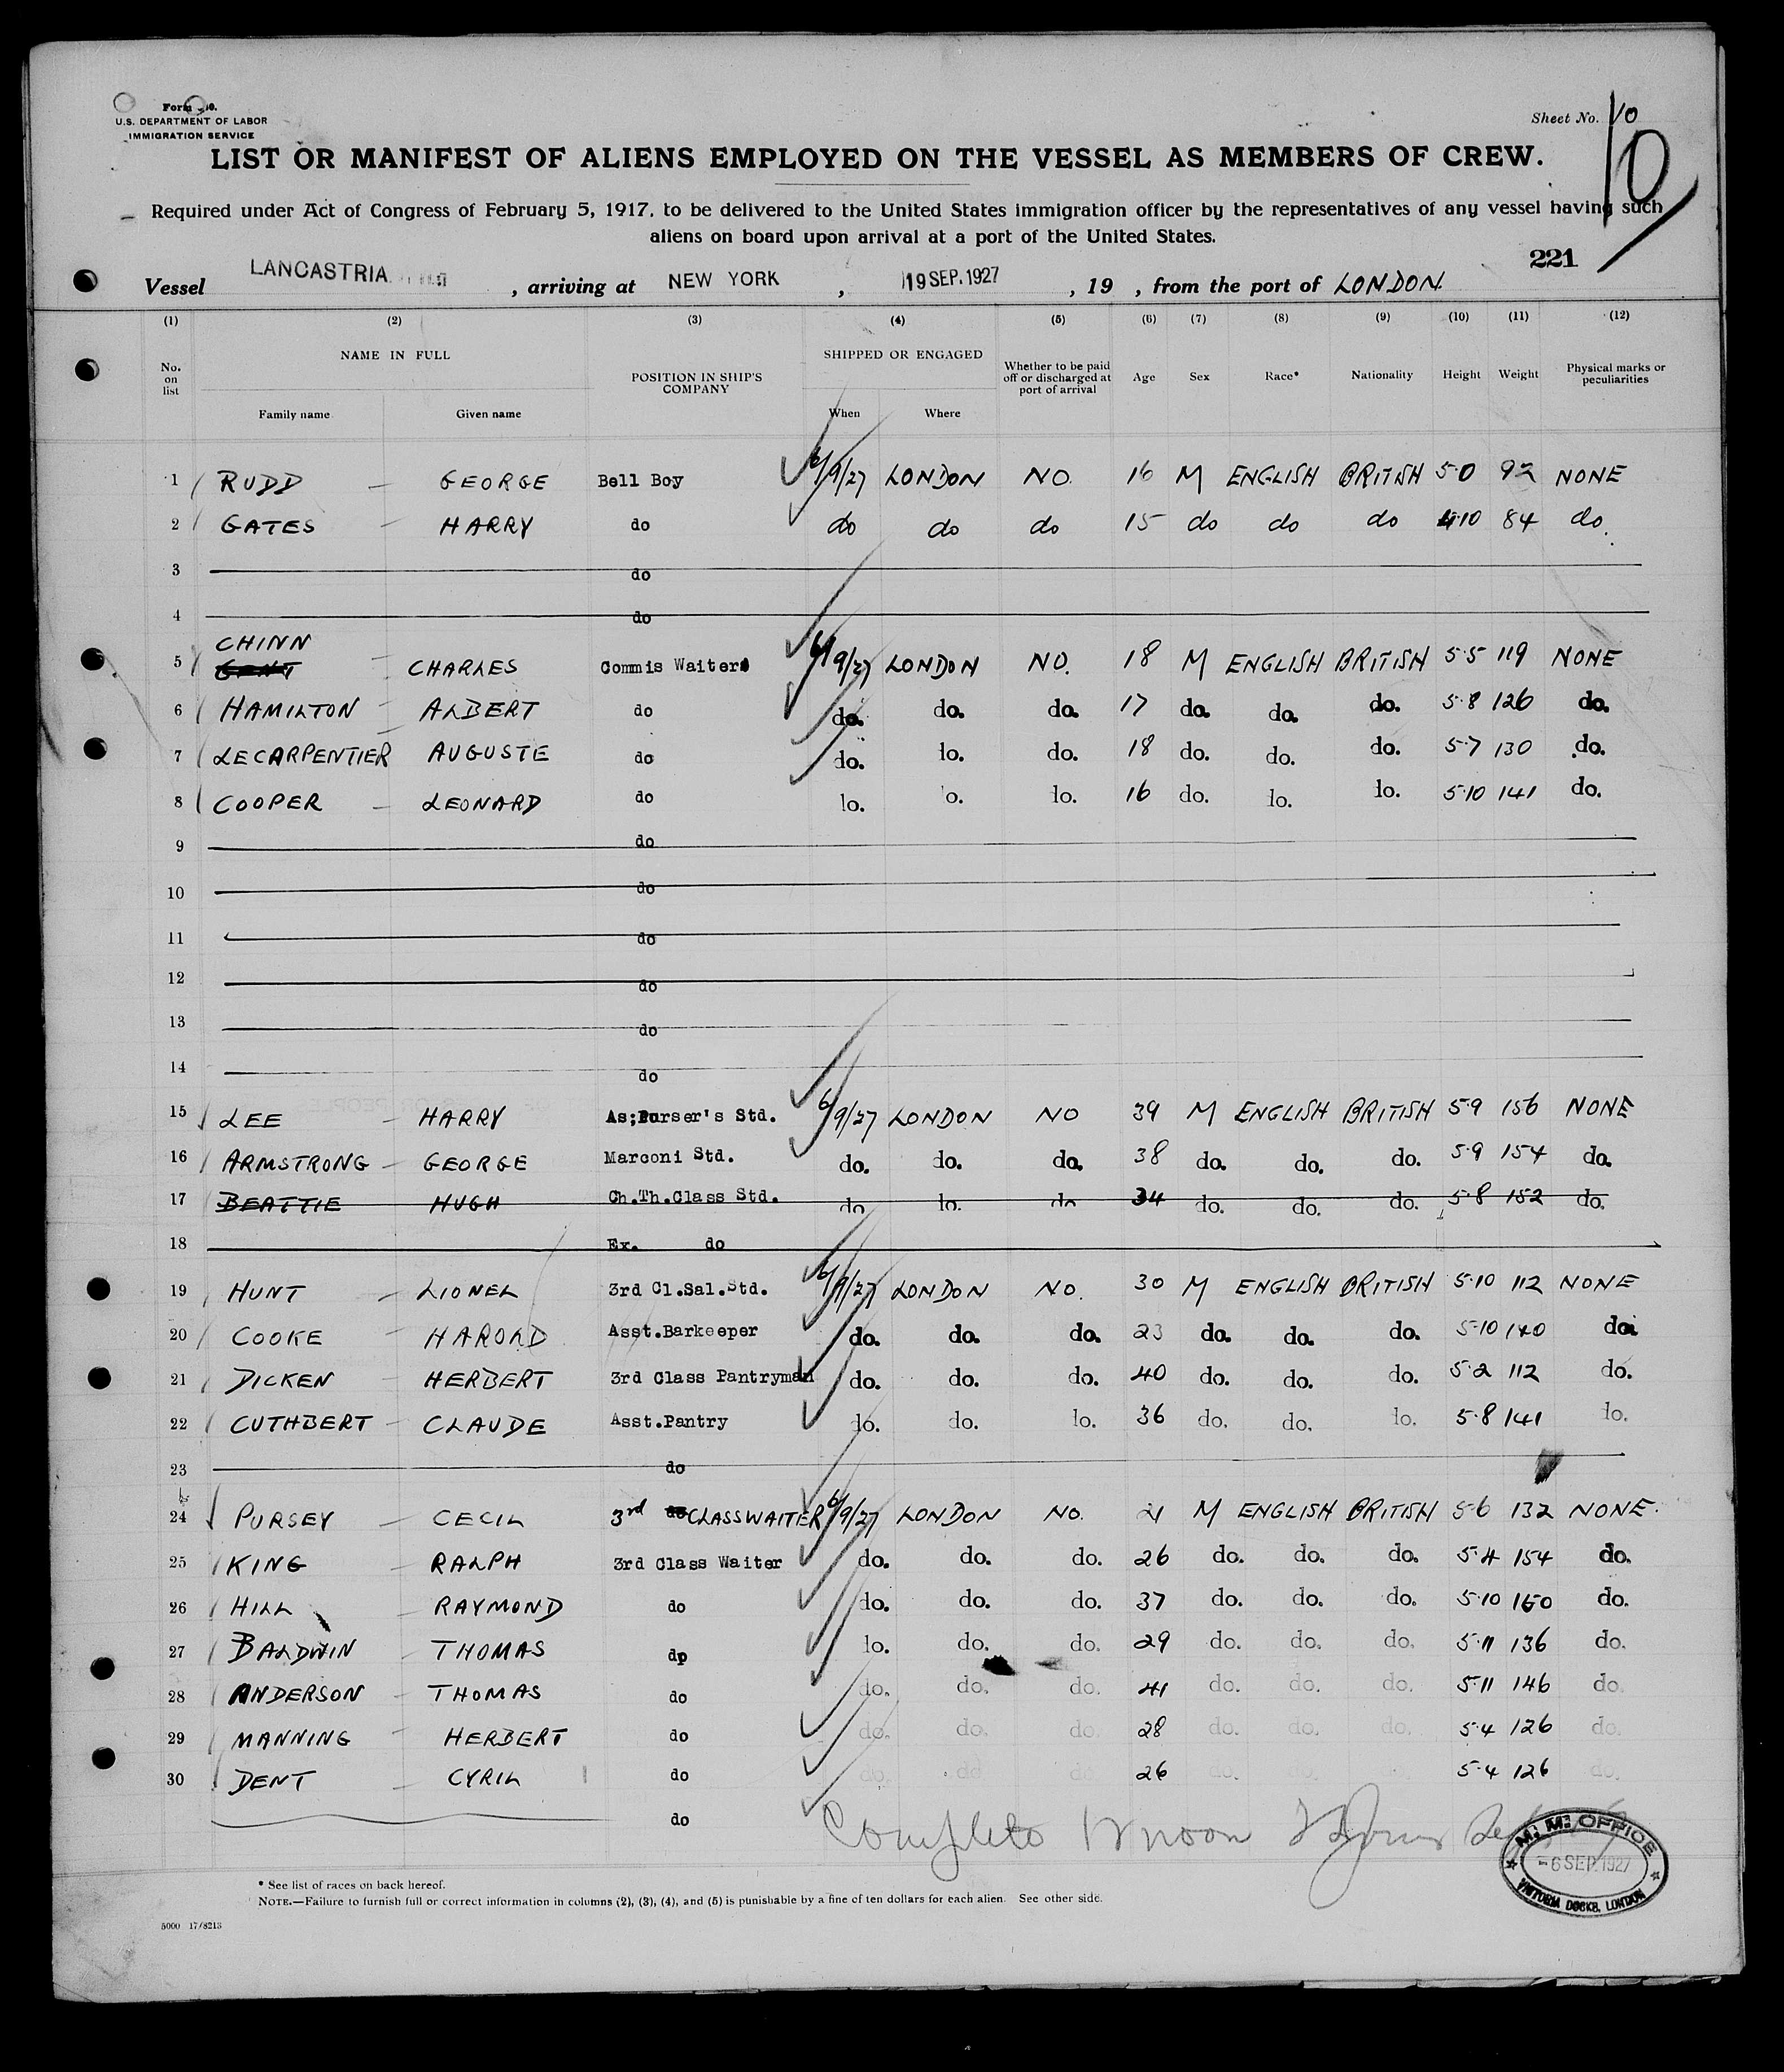 U.S. DEPARTMENT OF LABOR
IMMIGRATION SERVICE
Sheet No. 10
10
LIST OR MANIFEST OF ALIENS EMPLOYED ON THE VESSEL AS MEMBERS OF CREW.
Required under Act of Congress of February 5, 1917, to be delivered to the United States immigration officer by the representatives of any vessel having such
aliens on board upon arrival at a port of the United States.
221
Vessel LANCASTRIA , arriving at NEW YORK , 19 SEP. 1927 , 19 , from the port of LONDON.
(1) (2) (3) (4) (5) (6) (7) (8) (9) (10) (11) (12)
No. on list NAME IN FULL POSITION IN SHIP'S COMPANY SHIPPED OR ENGAGED Whether to be paid off or discharged at port of arrival Age Sex Race* Nationality Height Weight Physical marks or peculiarities
Family name Given name When Where
1 RUDD — GEORGE Bell Boy 6/9/27 LONDON NO. 16 M ENGLISH BRITISH 5·0 92 NONE
2 GATES — HARRY do do do do 15 do do do 4·10 84 do.
3 do
4 do
CHINN
5 CHARLES Commis Waiter 6/9/27 LONDON NO. 18 M ENGLISH BRITISH 5·5 119 NONE
6 HAMILTON — ALBERT do do. do. do. 17 do. do. do. 5·8 126 do.
7 LECARPENTIER AUGUSTE do do. lo. do. 18 do. do. do. 5·7 130 do.
8 COOPER — LEONARD do lo. o. lo. 16 do. lo. lo. 5·10 141 do.
9 do
10 do
11 do
12 do
13 do
14 do
15 LEE — HARRY As;Purser's Std. 6/9/27 LONDON NO 39 M ENGLISH BRITISH 5·9 156 NONE
16 ARMSTRONG — GEORGE Marconi Std. do. do. do. 38 do. do. do. 5·9 154 do.
17 BEATTIE HUGH Ch.Th.Class Std. do lo. do 34 do. do. do. 5·8 152 do.
18 Ex. do
19 HUNT — LIONEL 3rd Cl.Sal.Std. 6/9/27 LONDON NO. 30 M ENGLISH BRITISH 5·10 112 NONE
20 COOKE — HAROLD Asst.Barkeeper do. do. do. 23 do. do. do. 5·10 140 do.
21 DICKEN — HERBERT 3rd Class Pantryman do. do. do. 40 do. do. do. 5·2 112 do.
22 CUTHBERT — CLAUDE Asst.Pantry do. do. lo. 36 do. do. lo. 5·8 141 lo.
23 do
24 PURSEY — CECIL 3rd CLASS WAITER 6/9/27 LONDON NO. 21 M ENGLISH BRITISH 5·6 132 NONE.
25 KING — RALPH 3rd Class Waiter do. do. do. 26 do. do. do. 5·4 154 do.
26 HILL — RAYMOND do do. do. do. 37 do. do. do. 5·10 160 do.
27 BALDWIN — THOMAS do lo. do. do. 29 do. do. do. 5·11 136 do.
28 ANDERSON — THOMAS do do. do. do. 41 do. do. do. 5·11 146 do.
29 MANNING — HERBERT do do. do. do. 28 do. do. do. 5·4 126 do.
30 DENT — CYRIL do do. do do 26 do. 5·4 126 do.
do
Complete 12 noon
M.M. OFFICE
-6 SEP. 1927
VICTORIA DOCKS, LONDON
* See list of races on back hereof.
NOTE.—Failure to furnish full or correct information in columns (2), (3), (4), and (5) is punishable by a fine of ten dollars for each alien. See other side.
5000 17/8213